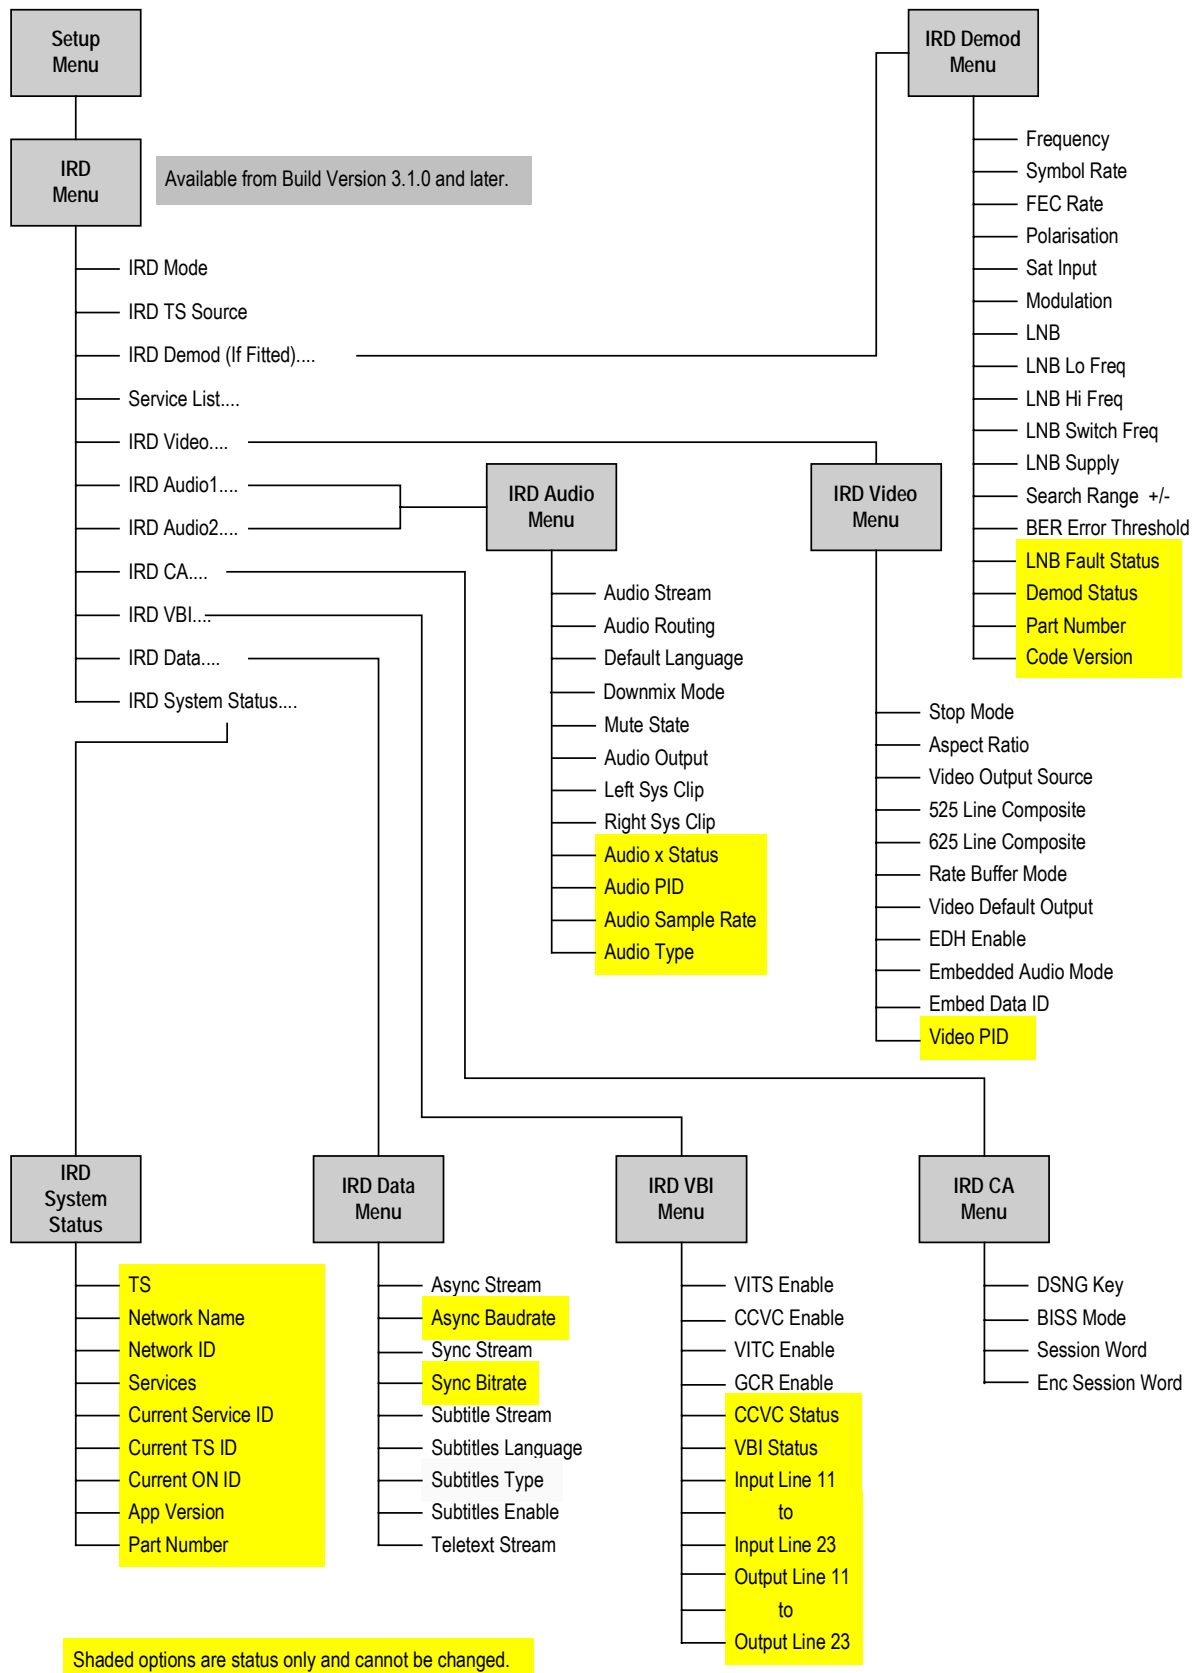 Setup
Menu
IRD
Menu
Available from Build Version 3.1.0 and later.
IRD Mode
IRD TS Source
IRD Demod (If Fitted)....
Service List....
IRD Video....
IRD Audio1....
IRD Audio2....
IRD CA....
IRD VBI....
IRD Data....
IRD System Status....
IRD Demod
Menu
Frequency
Symbol Rate
FEC Rate
Polarisation
Sat Input
Modulation
LNB
LNB Lo Freq
LNB Hi Freq
LNB Switch Freq
LNB Supply
Search Range +/-
BER Error Threshold
LNB Fault Status
Demod Status
Part Number
Code Version
IRD Audio
Menu
Audio Stream
Audio Routing
Default Language
Downmix Mode
Mute State
Audio Output
Left Sys Clip
Right Sys Clip
Audio x Status
Audio PID
Audio Sample Rate
Audio Type
IRD Video
Menu
Stop Mode
Aspect Ratio
Video Output Source
525 Line Composite
625 Line Composite
Rate Buffer Mode
Video Default Output
EDH Enable
Embedded Audio Mode
Embed Data ID
Video PID
IRD
System
Status
TS
Network Name
Network ID
Services
Current Service ID
Current TS ID
Current ON ID
App Version
Part Number
IRD Data
Menu
Async Stream
Async Baudrate
Sync Stream
Sync Bitrate
Subtitle Stream
Subtitles Language
Subtitles Type
Subtitles Enable
Teletext Stream
IRD VBI
Menu
VITS Enable
CCVC Enable
VITC Enable
GCR Enable
CCVC Status
VBI Status
Input Line 11
to
Input Line 23
Output Line 11
to
Output Line 23
IRD CA
Menu
DSNG Key
BISS Mode
Session Word
Enc Session Word
Shaded options are status only and cannot be changed.